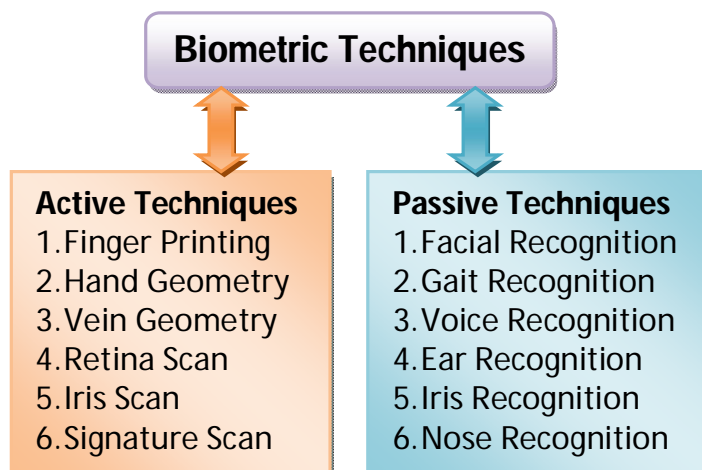 Biometric Techniques
Active Techniques
1.Finger Printing
2.Hand Geometry
3.Vein Geometry
4.Retina Scan
5.Iris Scan
6.Signature Scan
Passive Techniques
1.Facial Recognition
2.Gait Recognition
3.Voice Recognition
4.Ear Recognition
5.Iris Recognition
6.Nose Recognition